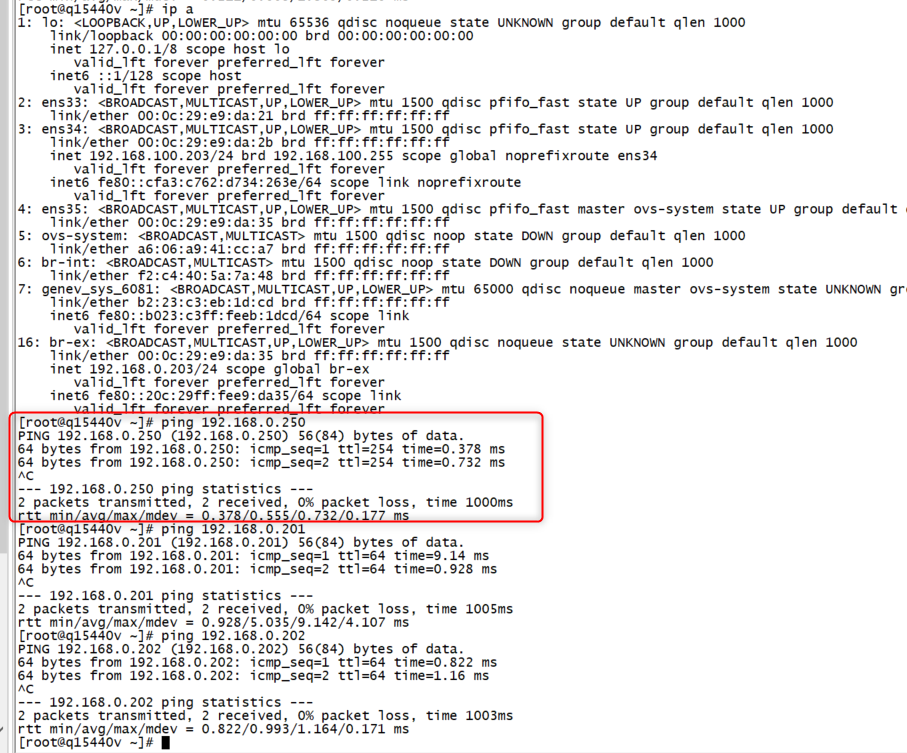 [root@q15440v ~]# ip a
1: lo: <LOOPBACK,UP,LOWER_UP> mtu 65536 qdisc noqueue state UNKNOWN group default qlen 1000
link/loopback 00:00:00:00:00:00 brd 00:00:00:00:00:00
inet 127.0.0.1/8 scope host lo
valid_lft forever preferred_lft forever
inet6 ::1/128 scope host
valid_lft forever preferred_lft forever
2: ens33: <BROADCAST,MULTICAST,UP,LOWER_UP> mtu 1500 qdisc pfifo_fast state UP group default qlen 1000
link/ether 00:0c:29:e9:da:21 brd ff:ff:ff:ff:ff:ff
3: ens34: <BROADCAST,MULTICAST,UP,LOWER_UP> mtu 1500 qdisc pfifo_fast state UP group default qlen 1000
link/ether 00:0c:29:e9:da:2b brd ff:ff:ff:ff:ff:ff
inet 192.168.100.203/24 brd 192.168.100.255 scope global noprefixroute ens34
valid_lft forever preferred_lft forever
inet6 fe80::cfa3:c762:d734:263e/64 scope link noprefixroute
valid_lft forever preferred_lft forever
4: ens35: <BROADCAST,MULTICAST,UP,LOWER_UP> mtu 1500 qdisc pfifo_fast master ovs-system state UP group default
link/ether 00:0c:29:e9:da:35 brd ff:ff:ff:ff:ff:ff
5: ovs-system: <BROADCAST,MULTICAST> mtu 1500 qdisc noop state DOWN group default qlen 1000
link/ether a6:06:a9:41:cc:a7 brd ff:ff:ff:ff:ff:ff
6: br-int: <BROADCAST,MULTICAST> mtu 1500 qdisc noop state DOWN group default qlen 1000
link/ether f2:c4:40:5a:7a:48 brd ff:ff:ff:ff:ff:ff
7: genev_sys_6081: <BROADCAST,MULTICAST,UP,LOWER_UP> mtu 65000 qdisc noqueue master ovs-system state UNKNOWN gr
link/ether b2:23:c3:eb:1d:cd brd ff:ff:ff:ff:ff:ff
inet6 fe80::b023:c3ff:feeb:1dcd/64 scope link
valid_lft forever preferred_lft forever
16: br-ex: <BROADCAST,MULTICAST,UP,LOWER_UP> mtu 1500 qdisc noqueue state UNKNOWN group default qlen 1000
link/ether 00:0c:29:e9:da:35 brd ff:ff:ff:ff:ff:ff
inet 192.168.0.203/24 scope global br-ex
valid_lft forever preferred_lft forever
inet6 fe80::20c:29ff:fee9:da35/64 scope link
valid_lft forever preferred_lft forever
[root@q15440v ~]# ping 192.168.0.250
PING 192.168.0.250 (192.168.0.250) 56(84) bytes of data.
64 bytes from 192.168.0.250: icmp_seq=1 ttl=254 time=0.378 ms
64 bytes from 192.168.0.250: icmp_seq=2 ttl=254 time=0.732 ms
^C
--- 192.168.0.250 ping statistics ---
2 packets transmitted, 2 received, 0% packet loss, time 1000ms
rtt min/avg/max/mdev = 0.378/0.555/0.732/0.177 ms
[root@q15440v ~]# ping 192.168.0.201
PING 192.168.0.201 (192.168.0.201) 56(84) bytes of data.
64 bytes from 192.168.0.201: icmp_seq=1 ttl=64 time=9.14 ms
64 bytes from 192.168.0.201: icmp_seq=2 ttl=64 time=0.928 ms
^C
--- 192.168.0.201 ping statistics ---
2 packets transmitted, 2 received, 0% packet loss, time 1005ms
rtt min/avg/max/mdev = 0.928/5.035/9.142/4.107 ms
[root@q15440v ~]# ping 192.168.0.202
PING 192.168.0.202 (192.168.0.202) 56(84) bytes of data.
64 bytes from 192.168.0.202: icmp_seq=1 ttl=64 time=0.822 ms
64 bytes from 192.168.0.202: icmp_seq=2 ttl=64 time=1.16 ms
^C
--- 192.168.0.202 ping statistics ---
2 packets transmitted, 2 received, 0% packet loss, time 1003ms
rtt min/avg/max/mdev = 0.822/0.993/1.164/0.171 ms
[root@q15440v ~]#